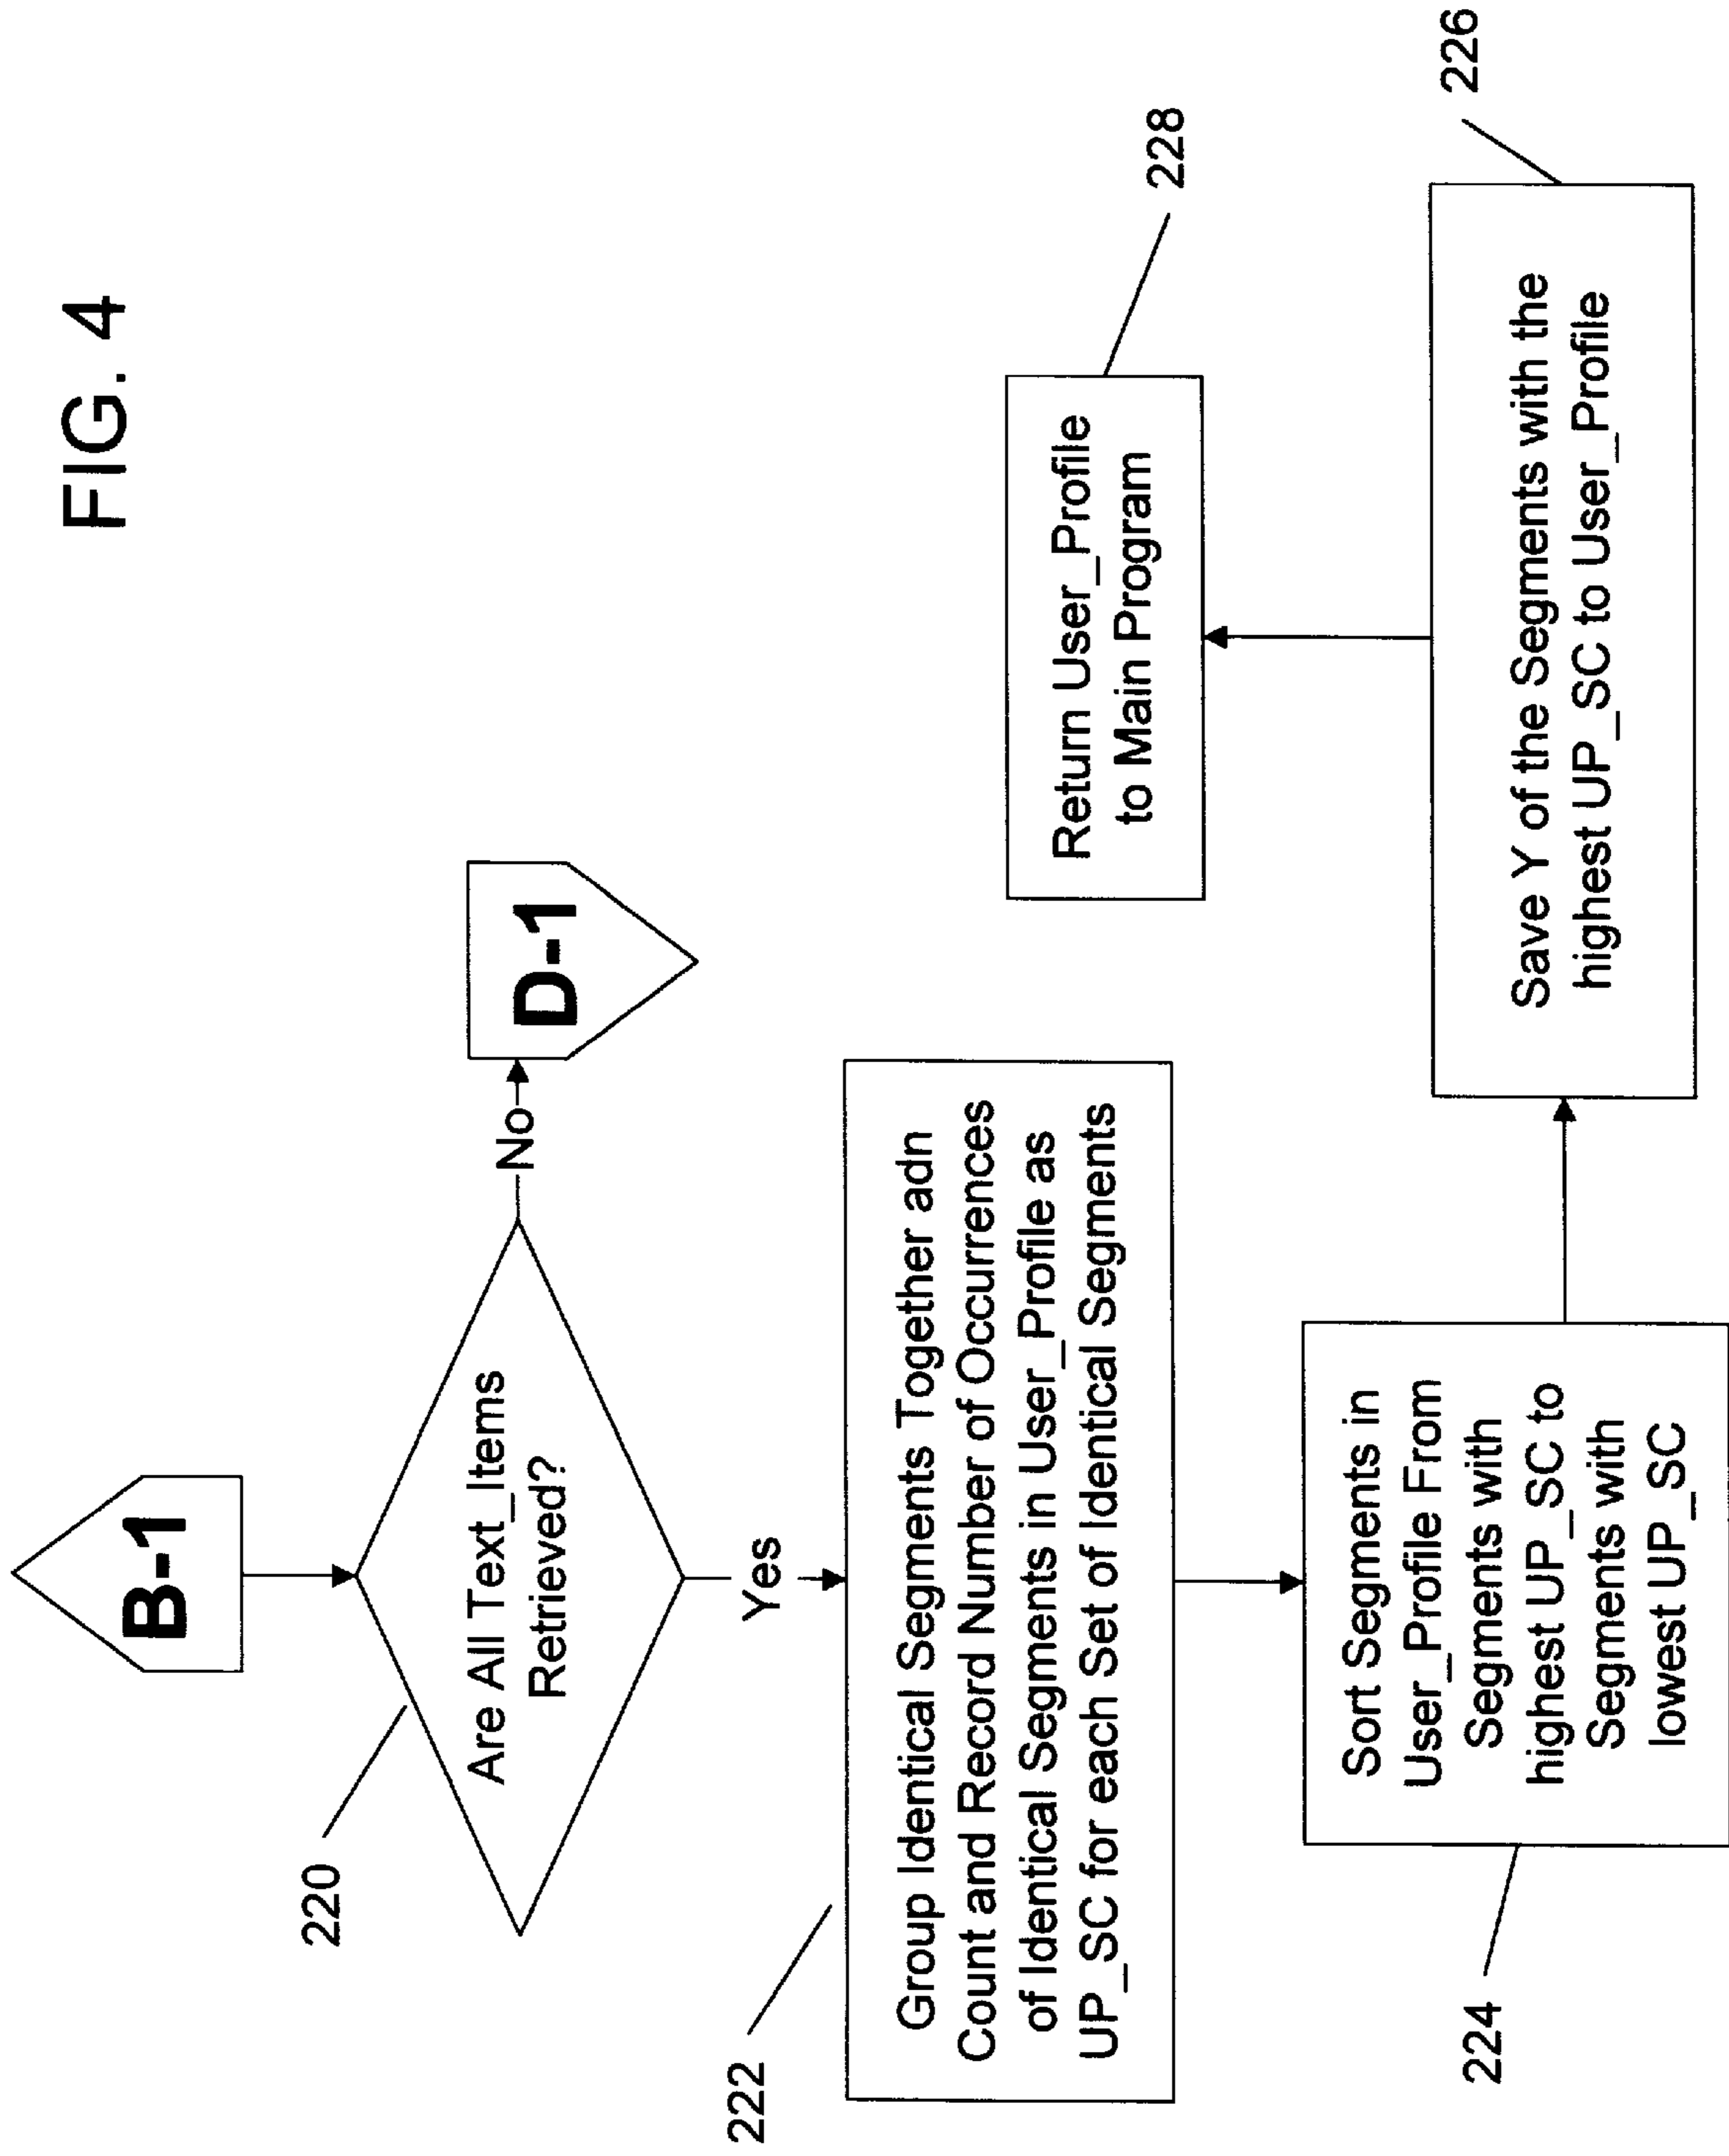 FIG. 4
B-1
220
Are All Text_Items
Retrieved?
No
D-1
Yes
222
Group Identical Segments Together adn
Count and Record Number of Occurrences
of Identical Segments in User_Profile as
UP_SC for each Set of Identical Segments
224
Sort Segments in
User_Profile From
Segments with
highest UP_SC to
Segments with
lowest UP_SC
226
Save Y of the Segments with the
highest UP_SC to User_Profile
228
Return User_Profile
to Main Program